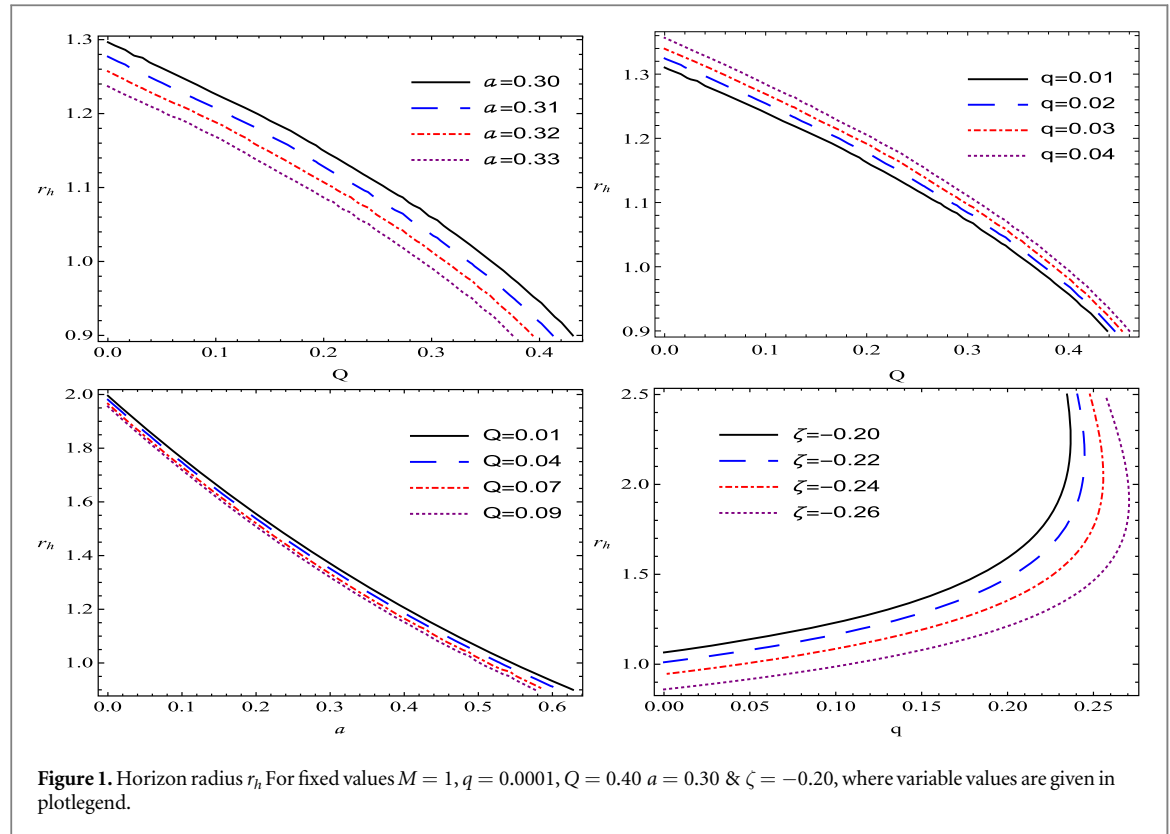 1.3
1.2
1.1
1.0
0.9
r_h
0.0 0.1 0.2 0.3 0.4
Q
a=0.30
a=0.31
a=0.32
a=0.33
1.3
1.2
1.1
1.0
0.9
r_h
0.0 0.1 0.2 0.3 0.4
Q
q=0.01
q=0.02
q=0.03
q=0.04
2.0
1.8
1.6
1.4
1.2
1.0
r_h
0.0 0.1 0.2 0.3 0.4 0.5 0.6
a
Q=0.01
Q=0.04
Q=0.07
Q=0.09
2.5
2.0
1.5
1.0
r_h
0.00 0.05 0.10 0.15 0.20 0.25
q
ζ=−0.20
ζ=−0.22
ζ=−0.24
ζ=−0.26
Figure 1. Horizon radius r_h For fixed values M = 1, q = 0.0001, Q = 0.40 a = 0.30 & ζ = −0.20, where variable values are given in
plotlegend.